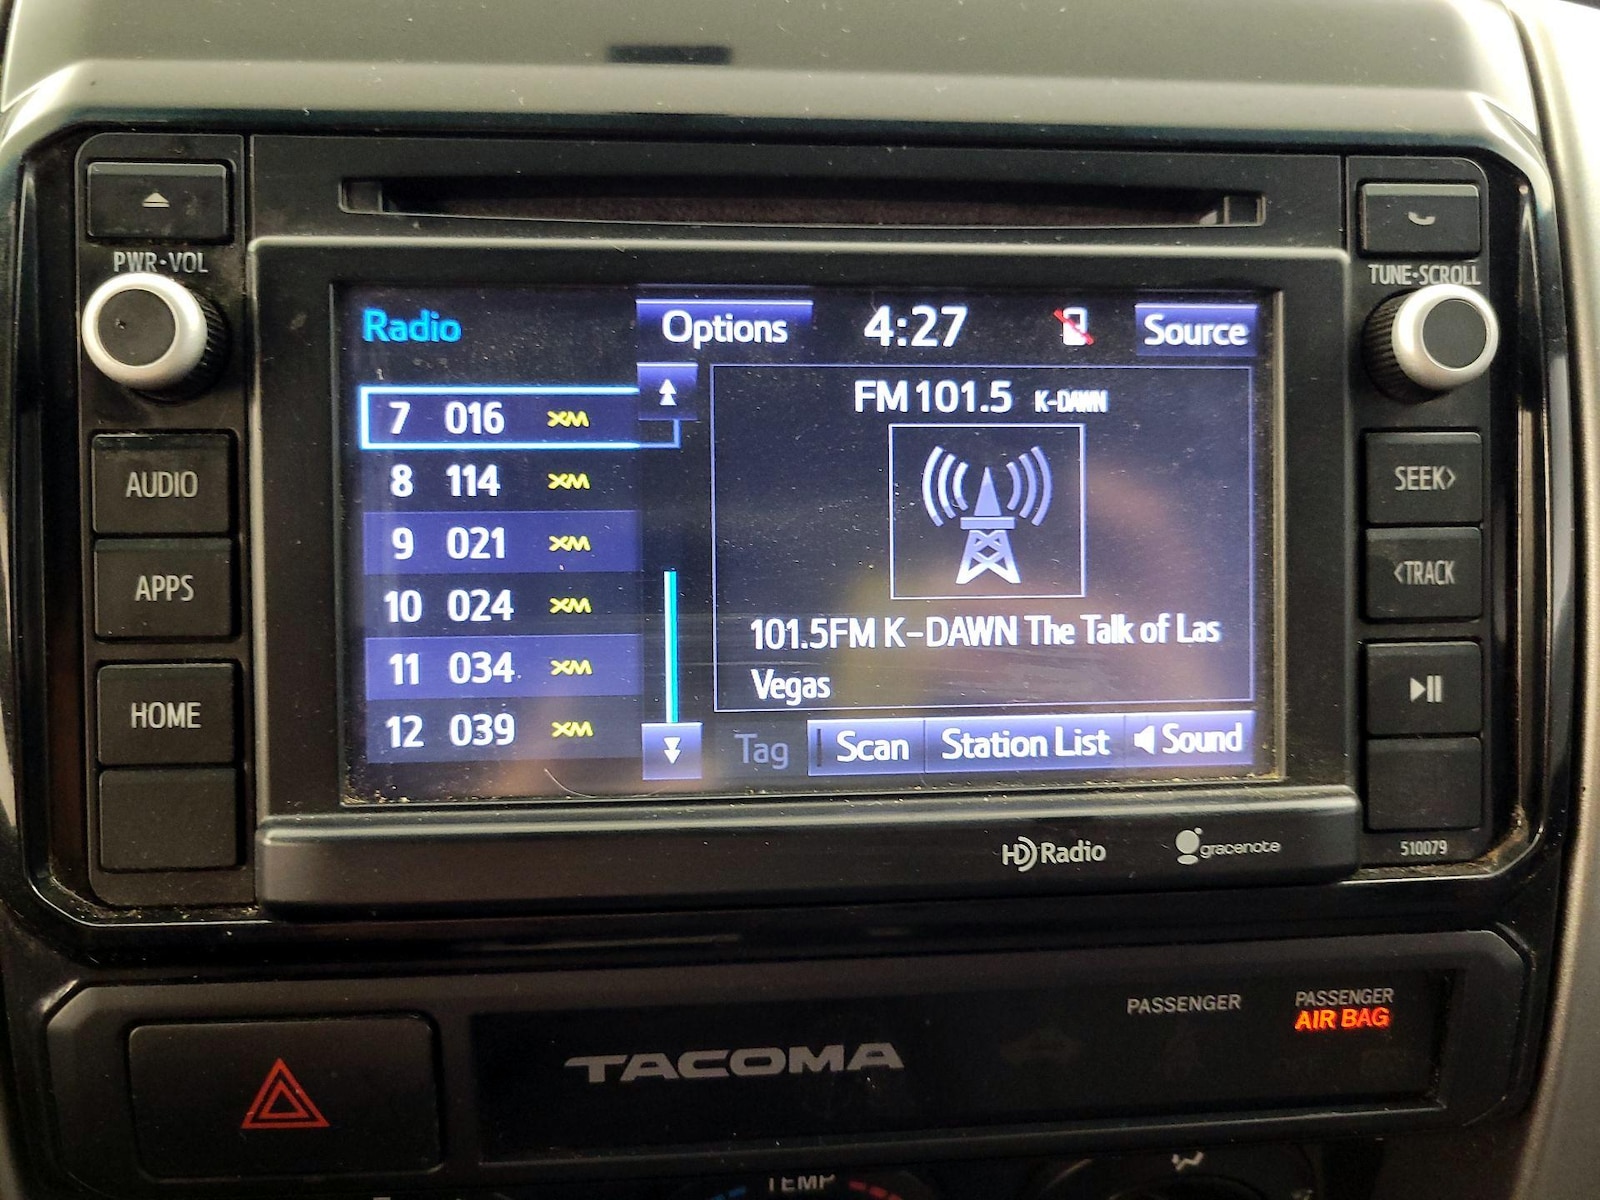 PWR•VOL
AUDIO
APPS
HOME
Radio
Options
4:27
Source
7 016 XM
8 114 XM
9 021 XM
10 024 XM
11 034 XM
12 039 XM
FM 101.5 K-DAWN
101.5FM K-DAWN The Talk of Las
Vegas
Tag
Scan
Station List
Sound
TUNE•SCROLL
SEEK>
<TRACK
510079
HD Radio
gracenote
PASSENGER
PASSENGER
AIR BAG
TACOMA
TEMP